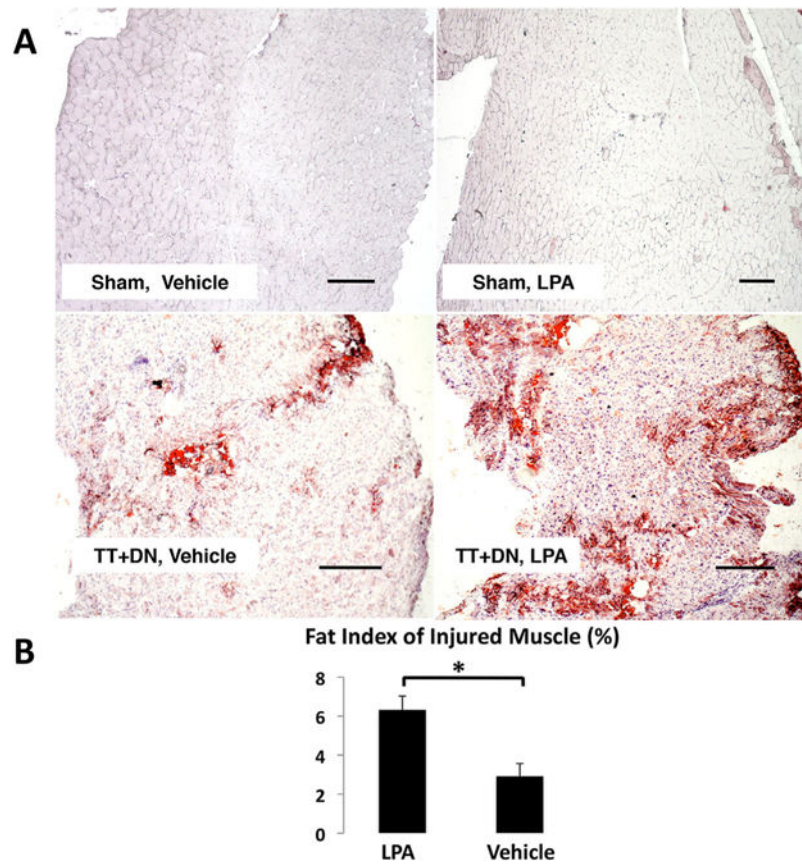 A
Sham, Vehicle
Sham, LPA
TT+DN, Vehicle
TT+DN, LPA
B
Fat Index of Injured Muscle (%)
*
8
6
4
2
0
LPA
Vehicle